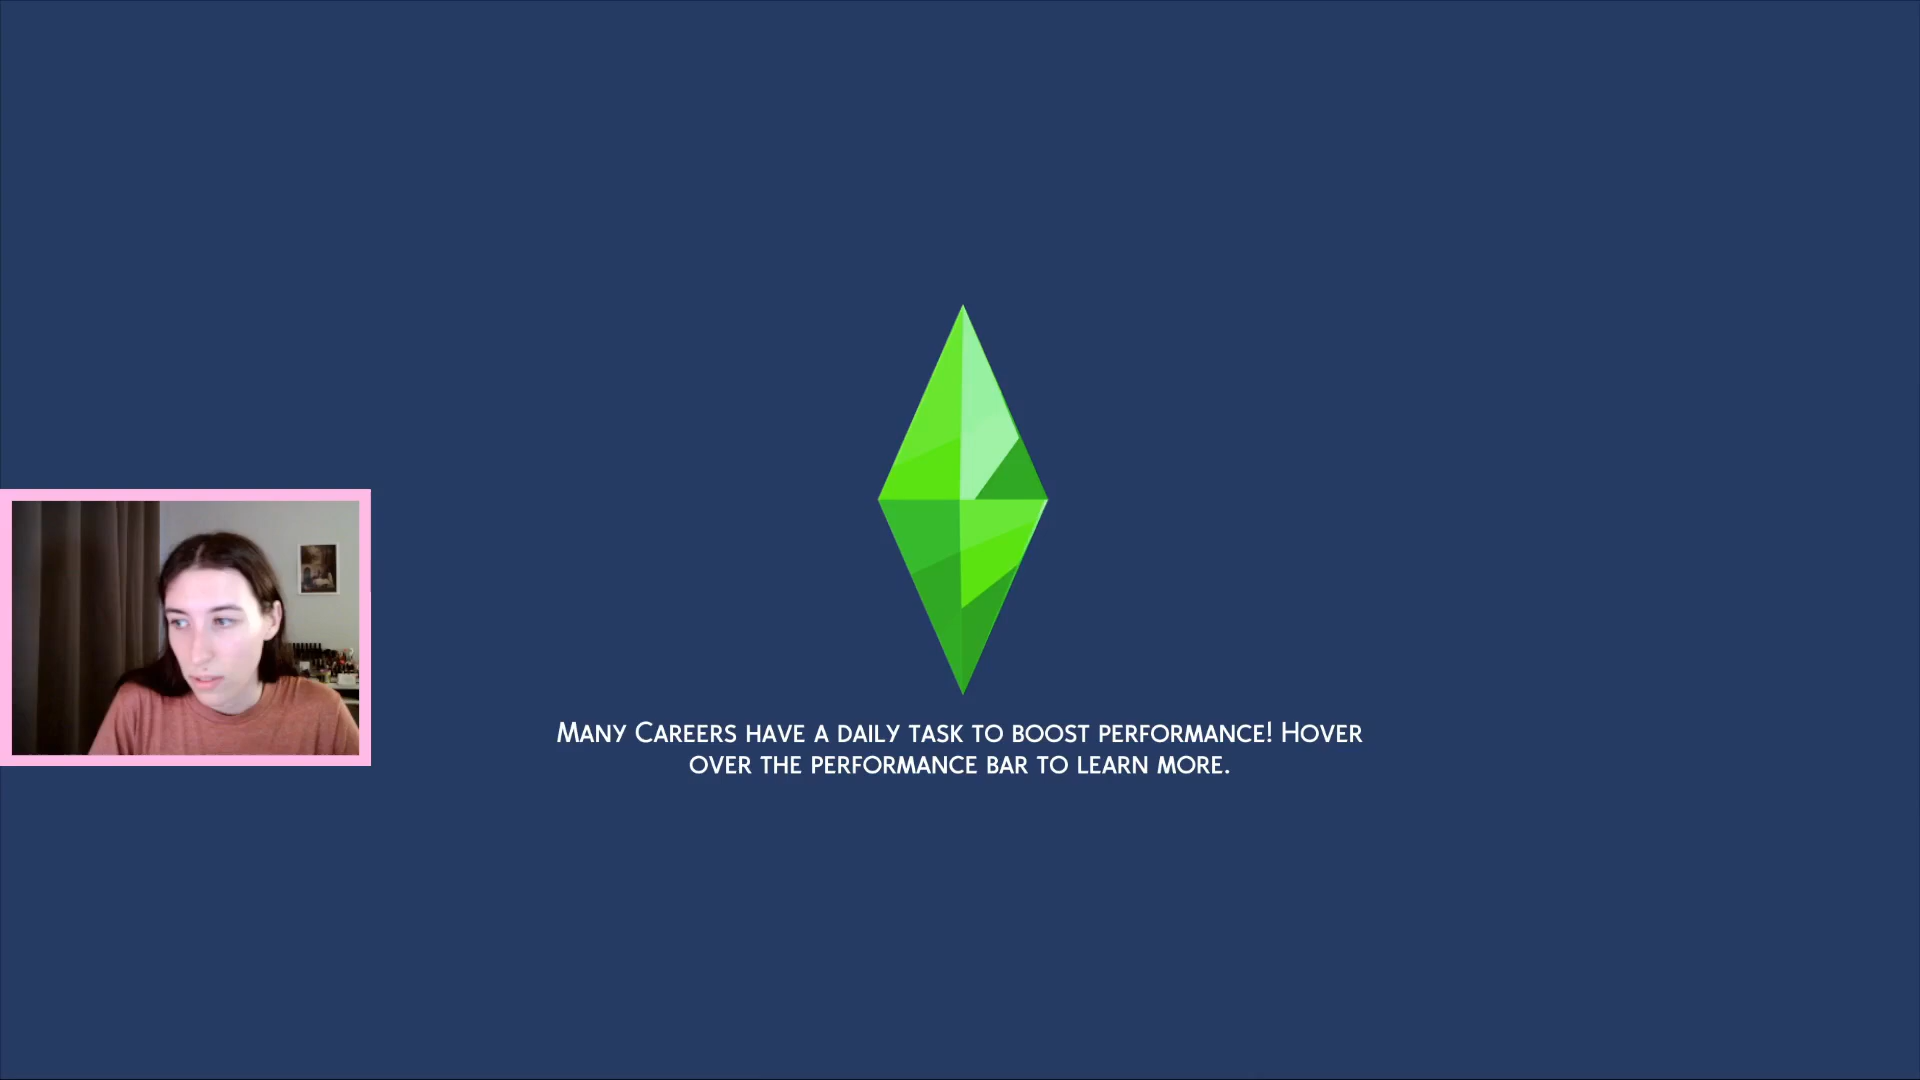 Many Careers have a daily task to boost performance! Hover
over the performance bar to learn more.